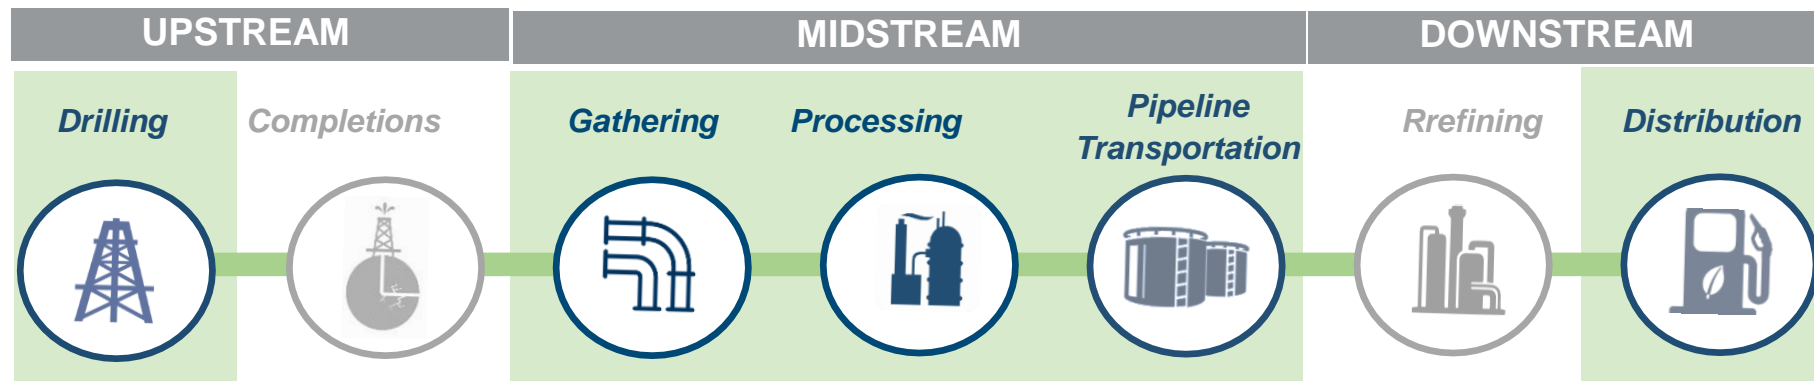 UPSTREAM
MIDSTREAM
DOWNSTREAM
Drilling
Completions
Gathering
Processing
Pipeline
Transportation
Rrefining
Distribution